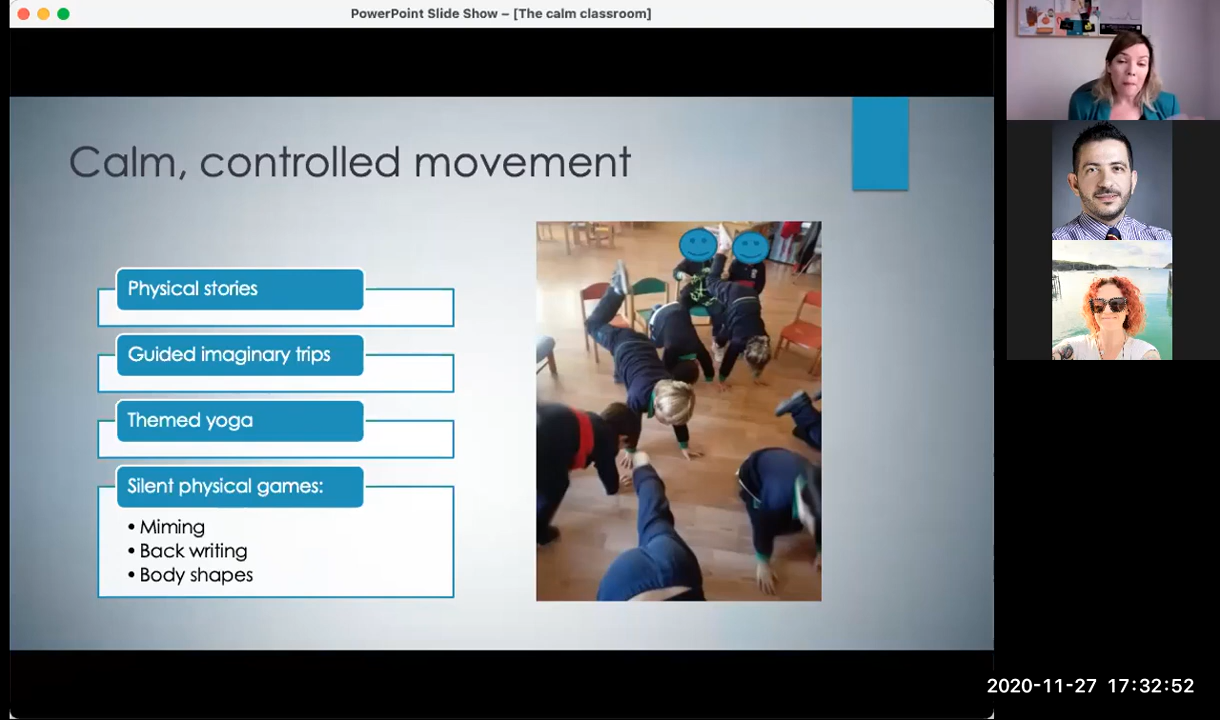 PowerPoint Slide Show – [The calm classroom]
Calm, controlled movement
Physical stories
Guided imaginary trips
Themed yoga
Silent physical games:
• Miming
• Back writing
• Body shapes
2020-11-27 17:32:52